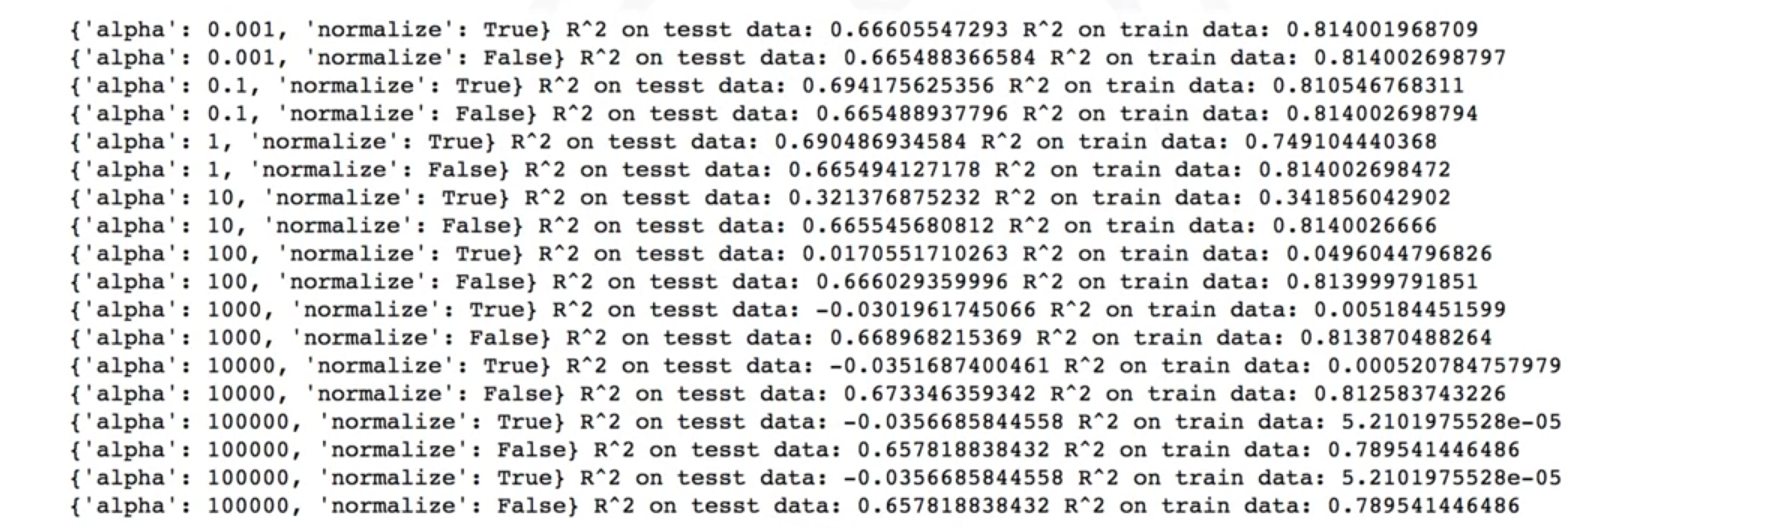 {'alpha': 0.001, 'normalize': True} R^2 on tesst data: 0.66605547293 R^2 on train data: 0.814001968709
{'alpha': 0.001, 'normalize': False} R^2 on tesst data: 0.665488366584 R^2 on train data: 0.814002698797
{'alpha': 0.1, 'normalize': True} R^2 on tesst data: 0.694175625356 R^2 on train data: 0.810546768311
{'alpha': 0.1, 'normalize': False} R^2 on tesst data: 0.665488937796 R^2 on train data: 0.814002698794
{'alpha': 1, 'normalize': True} R^2 on tesst data: 0.690486934584 R^2 on train data: 0.749104440368
{'alpha': 1, 'normalize': False} R^2 on tesst data: 0.665494127178 R^2 on train data: 0.814002698472
{'alpha': 10, 'normalize': True} R^2 on tesst data: 0.321376875232 R^2 on train data: 0.341856042902
{'alpha': 10, 'normalize': False} R^2 on tesst data: 0.665545680812 R^2 on train data: 0.8140026666
{'alpha': 100, 'normalize': True} R^2 on tesst data: 0.0170551710263 R^2 on train data: 0.0496044796826
{'alpha': 100, 'normalize': False} R^2 on tesst data: 0.666029359996 R^2 on train data: 0.813999791851
{'alpha': 1000, 'normalize': True} R^2 on tesst data: -0.0301961745066 R^2 on train data: 0.005184451599
{'alpha': 1000, 'normalize': False} R^2 on tesst data: 0.668968215369 R^2 on train data: 0.813870488264
{'alpha': 10000, 'normalize': True} R^2 on tesst data: -0.0351687400461 R^2 on train data: 0.000520784757979
{'alpha': 10000, 'normalize': False} R^2 on tesst data: 0.673346359342 R^2 on train data: 0.812583743226
{'alpha': 100000, 'normalize': True} R^2 on tesst data: -0.0356685844558 R^2 on train data: 5.2101975528e-05
{'alpha': 100000, 'normalize': False} R^2 on tesst data: 0.657818838432 R^2 on train data: 0.789541446486
{'alpha': 100000, 'normalize': True} R^2 on tesst data: -0.0356685844558 R^2 on train data: 5.2101975528e-05
{'alpha': 100000, 'normalize': False} R^2 on tesst data: 0.657818838432 R^2 on train data: 0.789541446486